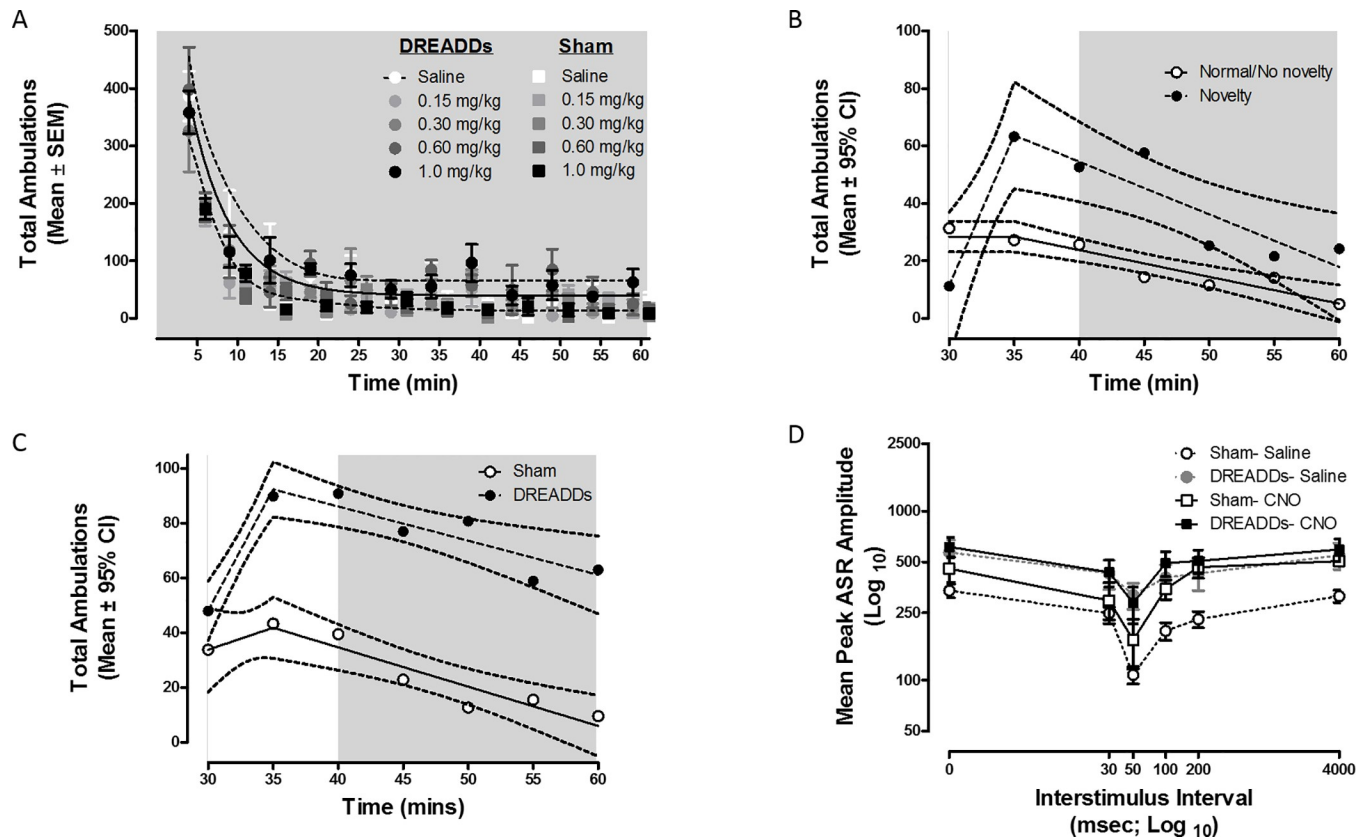 A
500
400
300
200
100
0
Total Ambulations
(Mean ± SEM)
DREADDs
Sham
Saline
Saline
0.15 mg/kg
0.15 mg/kg
0.30 mg/kg
0.30 mg/kg
0.60 mg/kg
0.60 mg/kg
1.0 mg/kg
1.0 mg/kg
5 10 15 20 25 30 35 40 45 50 55 60
Time (min)
B
100
80
60
40
20
0
Total Ambulations
(Mean ± 95% CI)
Normal/No novelty
Novelty
30 35 40 45 50 55 60
Time (min)
C
100
80
60
40
20
0
Total Ambulations
(Mean ± 95% CI)
Sham
DREADDs
30 35 40 45 50 55 60
Time (mins)
D
2500
1000
500
250
100
50
Mean Peak ASR Amplitude
(Log 10)
Sham- Saline
DREADDs- Saline
Sham- CNO
DREADDs- CNO
0 30 50 100 200 4000
Interstimulus Interval
(msec; Log 10)